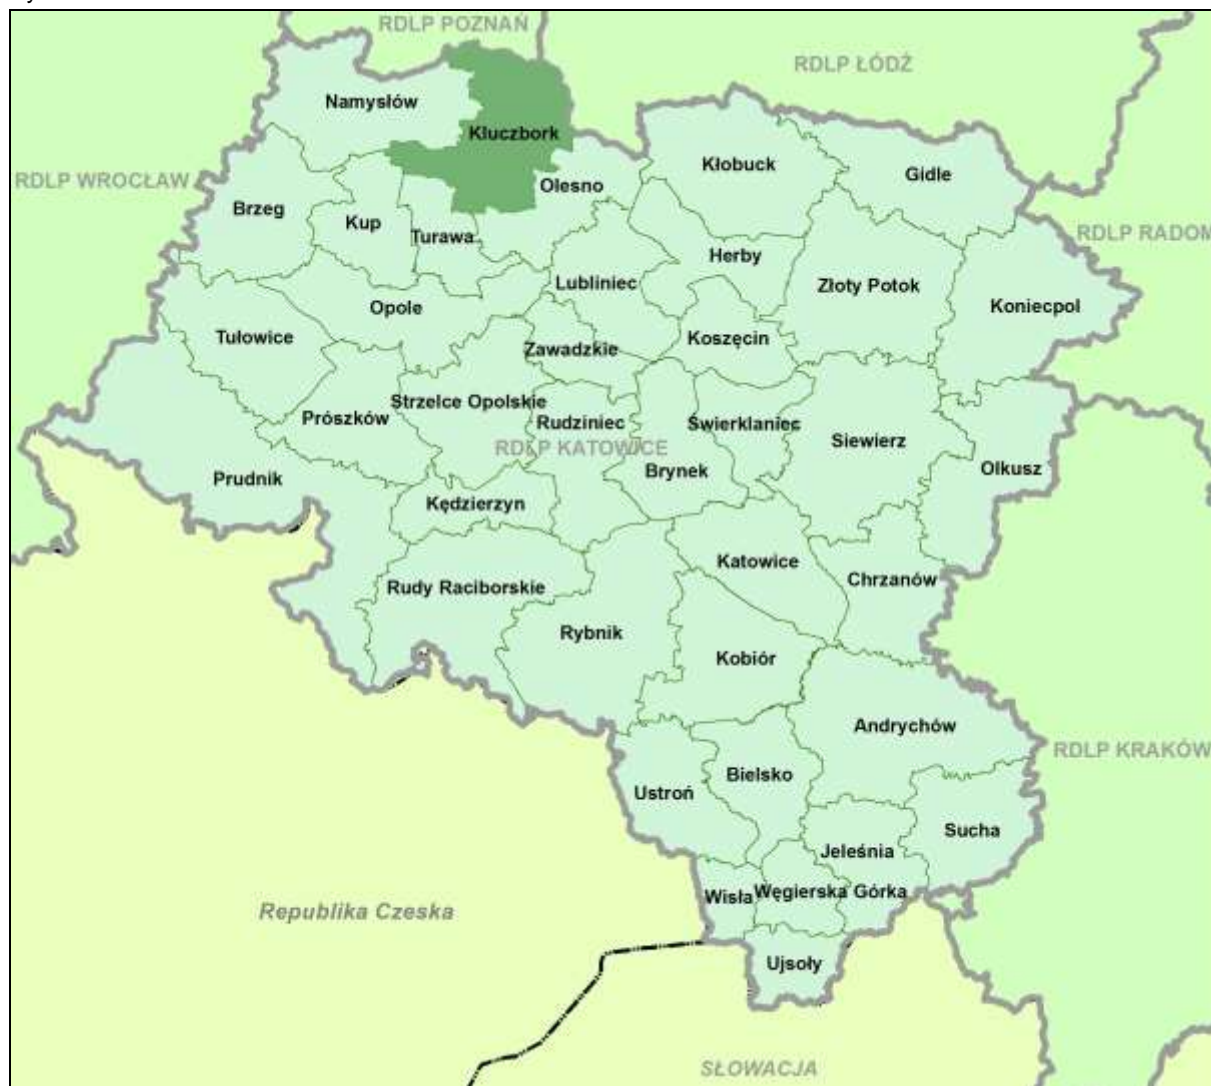 RDLP POZNAŃ
RDLP ŁÓDŹ
Namysłów
Kluczbork
Kłobuck
Gidle
RDLP WROCŁAW
Olesno
Brzeg
Kup
Turawa
RDLP RADOM
Herby
Lubliniec
Złoty Potok
Koniecpol
Opole
Tułowice
Koszęcin
Zawadzkie
Strzelce Opolskie
Prószków
Rudziniec
Świerklaniec
Siewierz
RDLP KATOWICE
Brynek
Olkusz
Prudnik
Kędzierzyn
Katowice
Chrzanów
Rudy Raciborskie
Rybnik
Kobiór
Andrychów
RDLP KRAKÓW
Bielsko
Ustroń
Sucha
Jeleśnia
Wisła
Węgierska Górka
Republika Czeska
Ujsoły
SŁOWACJA